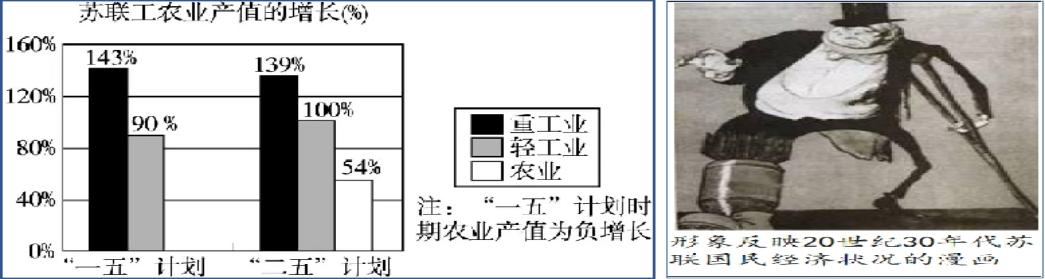 苏联工农业产值的增长(%)
160%
143%
139%
120%
100%
90%
80%
54%
40%
0%
“一五”计划
“二五”计划
重工业
轻工业
农业
注：“一五”计划时
期农业产值为负增长
形象反映20世纪30年代苏
联国民经济状况的漫画